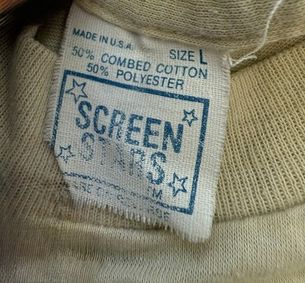 MADE IN U.S.A.
SIZE L
50% COMBED COTTON
50% POLYESTER
SCREEN
STARS